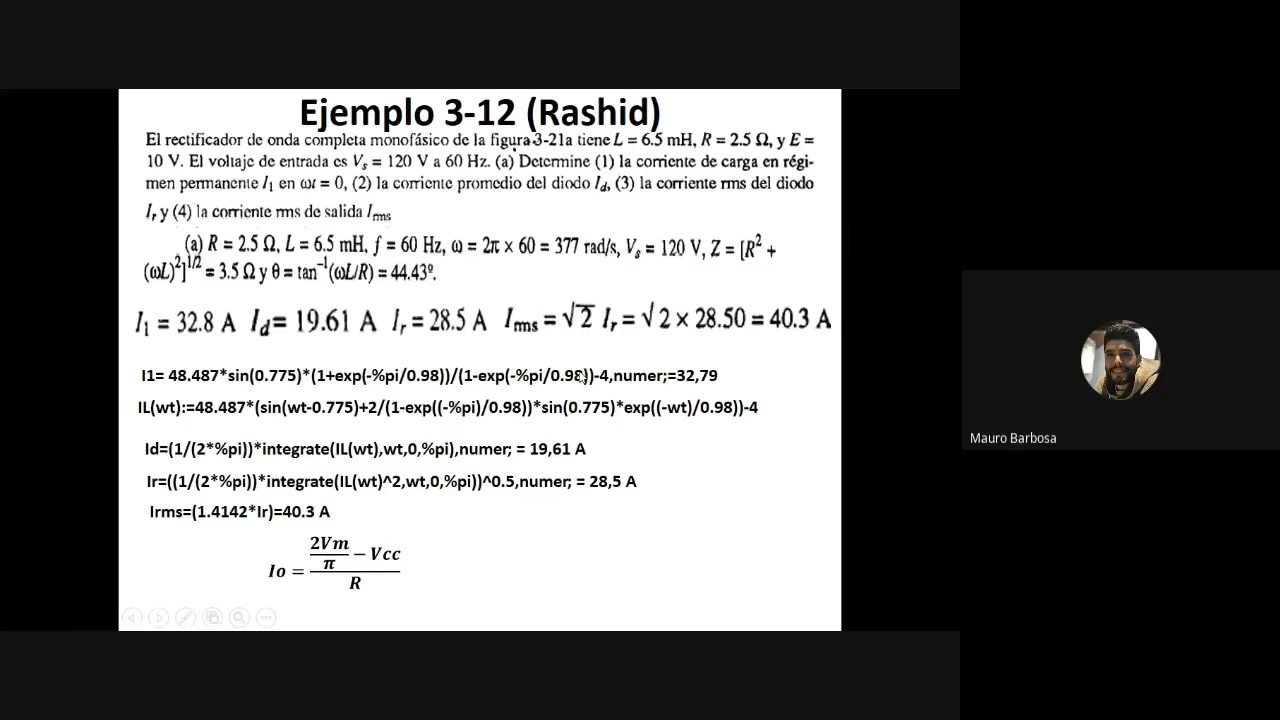 Ejemplo 3-12 (Rashid)
El rectificador de onda completa monofásico de la figura 3-21a tiene L = 6.5 mH, R = 2.5 Ω, y E =
10 V. El voltaje de entrada es Vs = 120 V a 60 Hz. (a) Determine (1) la corriente de carga en régi-
men permanente I1 en ωt = 0, (2) la corriente promedio del diodo Id, (3) la corriente rms del diodo
Ir y (4) la corriente rms de salida Irms
(a) R = 2.5 Ω, L = 6.5 mH, f = 60 Hz, ω = 2π × 60 = 377 rad/s, Vs = 120 V, Z = [R² +
(ωL)²]^1/2 = 3.5 Ω y θ = tan⁻¹(ωL/R) = 44.43º.
I1 = 32.8 A Id = 19.61 A Ir = 28.5 A Irms = √2 Ir = √2 × 28.50 = 40.3 A
I1= 48.487*sin(0.775)*(1+exp(-%pi/0.98))/(1-exp(-%pi/0.98))-4,numer;=32,79
IL(wt):=48.487*(sin(wt-0.775)+2/(1-exp((-%pi)/0.98))*sin(0.775)*exp((-wt)/0.98))-4
Id=(1/(2*%pi))*integrate(IL(wt),wt,0,%pi),numer; = 19,61 A
Ir=((1/(2*%pi))*integrate(IL(wt)^2,wt,0,%pi))^0.5,numer; = 28,5 A
Irms=(1.4142*Ir)=40.3 A
2Vm
π
− Vcc
Io =
R
Mauro Barbosa